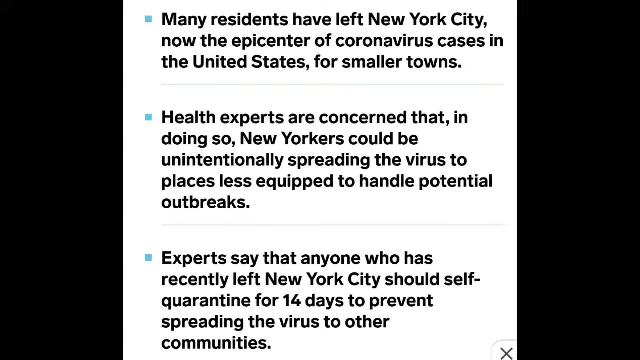 Many residents have left New York City,
now the epicenter of coronavirus cases in
the United States, for smaller towns.
Health experts are concerned that, in
doing so, New Yorkers could be
unintentionally spreading the virus to
places less equipped to handle potential
outbreaks.
Experts say that anyone who has
recently left New York City should self-
quarantine for 14 days to prevent
spreading the virus to other
communities.